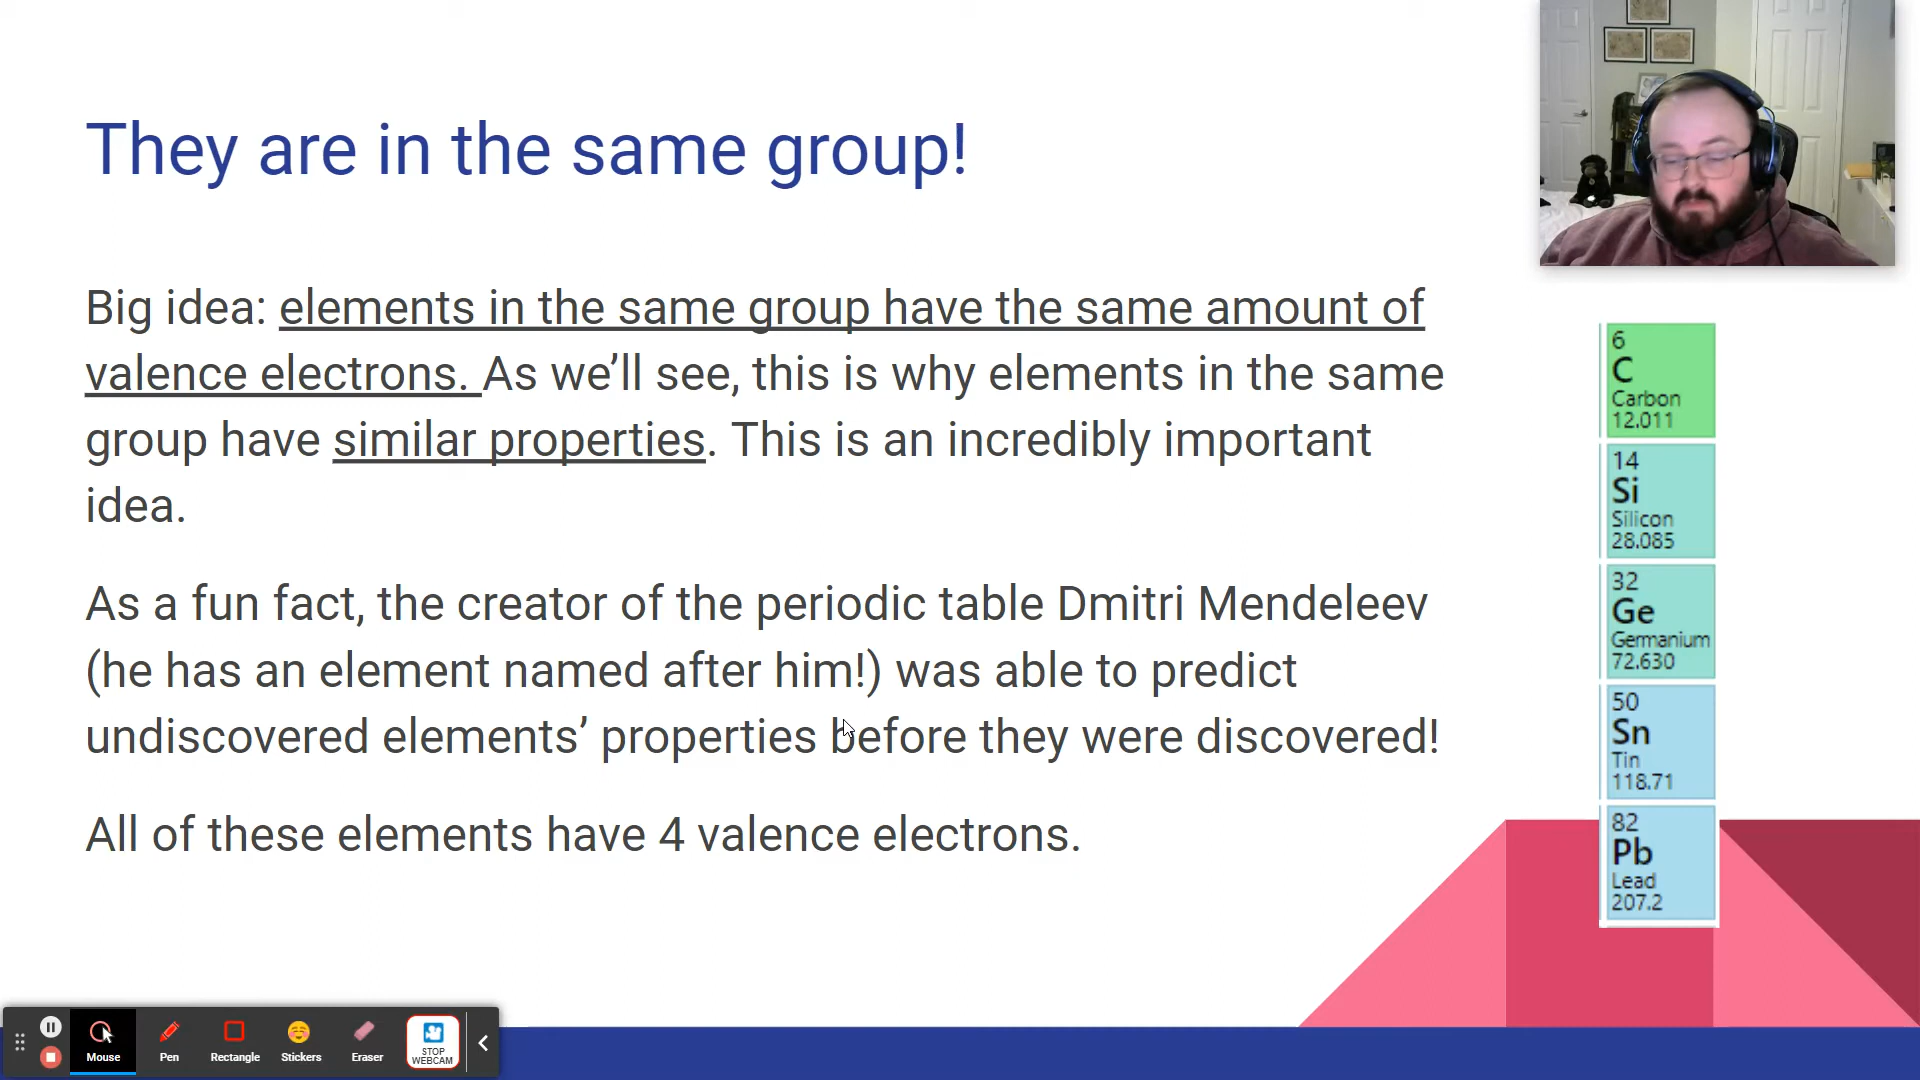 They are in the same group!
Big idea: elements in the same group have the same amount of
valence electrons. As we’ll see, this is why elements in the same
group have similar properties. This is an incredibly important
idea.
As a fun fact, the creator of the periodic table Dmitri Mendeleev
(he has an element named after him!) was able to predict
undiscovered elements’ properties before they were discovered!
All of these elements have 4 valence electrons.
6
C
Carbon
12.011
14
Si
Silicon
28.085
32
Ge
Germanium
72.630
50
Sn
Tin
118.71
82
Pb
Lead
207.2
Mouse
Pen
Rectangle
Stickers
Eraser
STOP
WEBCAM